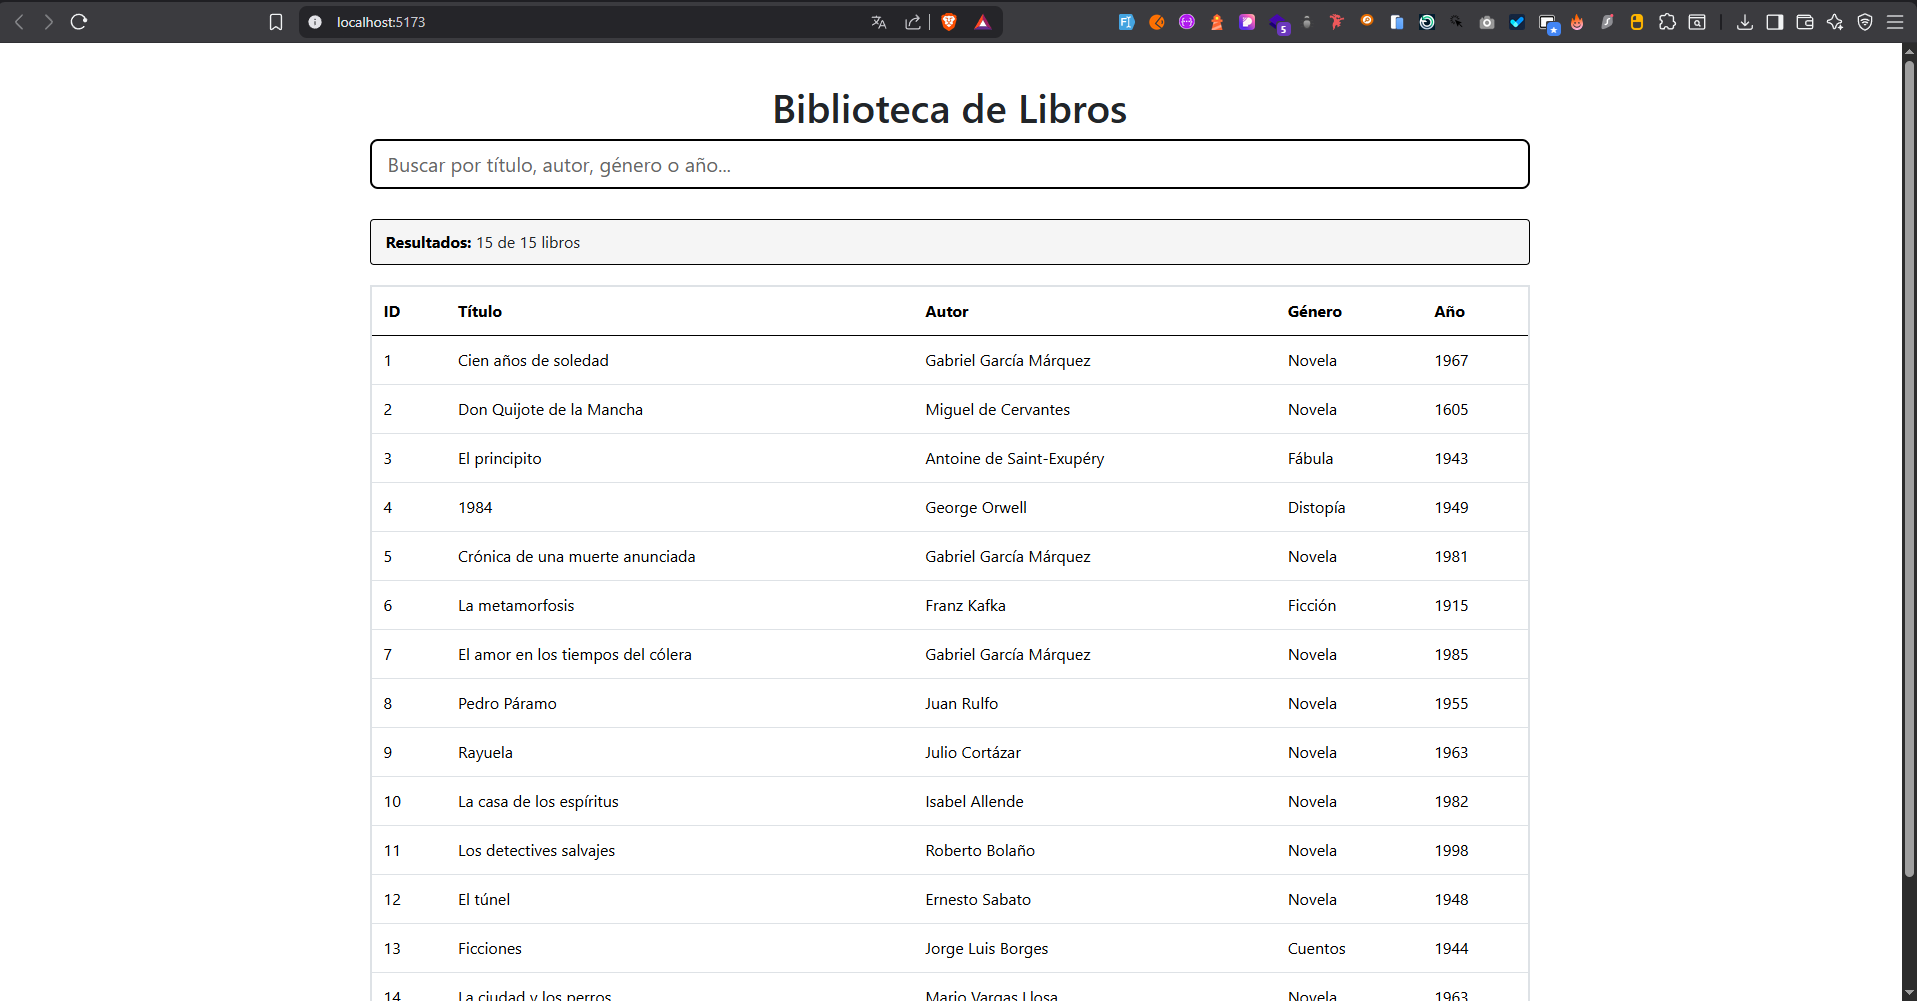 localhost:5173
5
Biblioteca de Libros
Buscar por título, autor, género o año...
Resultados: 15 de 15 libros
ID Título Autor Género Año
1 Cien años de soledad Gabriel García Márquez Novela 1967
2 Don Quijote de la Mancha Miguel de Cervantes Novela 1605
3 El principito Antoine de Saint-Exupéry Fábula 1943
4 1984 George Orwell Distopía 1949
5 Crónica de una muerte anunciada Gabriel García Márquez Novela 1981
6 La metamorfosis Franz Kafka Ficción 1915
7 El amor en los tiempos del cólera Gabriel García Márquez Novela 1985
8 Pedro Páramo Juan Rulfo Novela 1955
9 Rayuela Julio Cortázar Novela 1963
10 La casa de los espíritus Isabel Allende Novela 1982
11 Los detectives salvajes Roberto Bolaño Novela 1998
12 El túnel Ernesto Sabato Novela 1948
13 Ficciones Jorge Luis Borges Cuentos 1944
14 La ciudad y los perros Mario Vargas Llosa Novela 1963